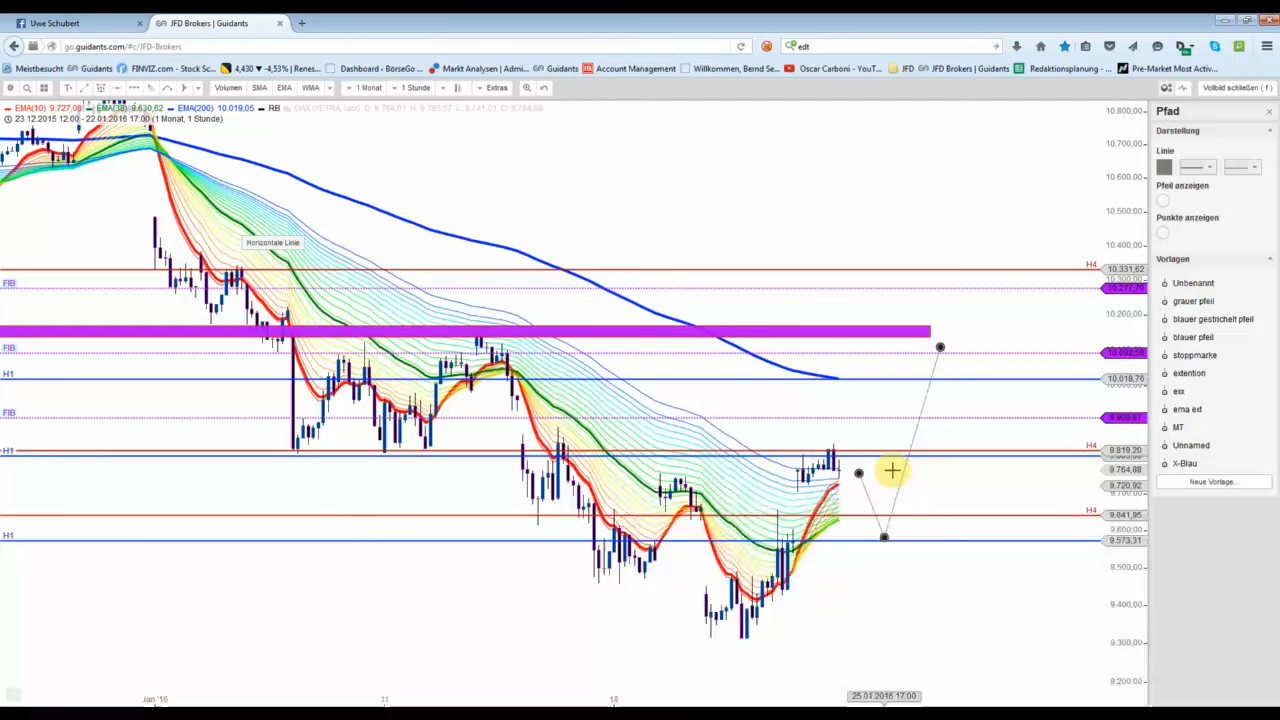 Uwe Schubert × JFD Brokers | Guidants × +
go.guidants.com/#c/JFD-Brokers edt
Meistbesucht Guidants FINVIZ.com - Stock Sc... 4,430 ▼ -4,53% | Renes... Dashboard - BörseGo ... Markt Analysen | Admi... Guidants Account Management Willkommen, Bernd Se... Oscar Carboni - YouT... JFD JFD Brokers | Guidants Redaktionsplanung - ... Pre-Market Most Activ...
Volumen SMA EMA WMA 1 Monat 1 Stunde Extras Vollbild schließen ( f )
EMA(10) 9.727,08 EMA(38) 9.630,62 EMA(200) 10.019,05 RB
23.12.2015 12:00 - 22.01.2016 17:00 (1 Monat, 1 Stunde)
Horizontale Linie
FIB
FIB
H1
FIB
H1
H1
H4
H4
H4
10.800,00
10.700,00
10.600,00
10.500,00
10.400,00
10.331,62
10.300,00
10.277,78
10.200,00
10.018,76
9.819,20
9.764,88
9.720,92
9.700,00
9.641,95
9.600,00
9.573,31
9.500,00
9.400,00
9.300,00
9.200,00
Jan '16
11
18
25.01.2016 17:00
Pfad ×
Darstellung
Linie
Pfeil anzeigen
Punkte anzeigen
Vorlagen
Unbenannt
grauer pfeil
blauer gestrichelt pfeil
blauer pfeil
stoppmarke
extention
exx
ema ext
MT
Unnamed
X-Blau
Neue Vorlage...